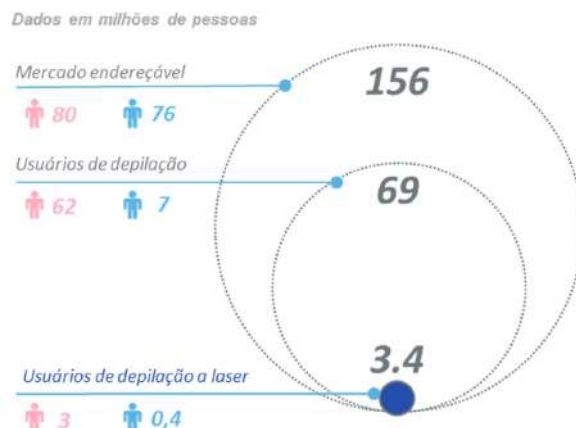 Dados em milhões de pessoas
Mercado endereçável
156
80 76
Usuários de depilação
69
62 7
3.4
Usuários de depilação a laser
3 0,4